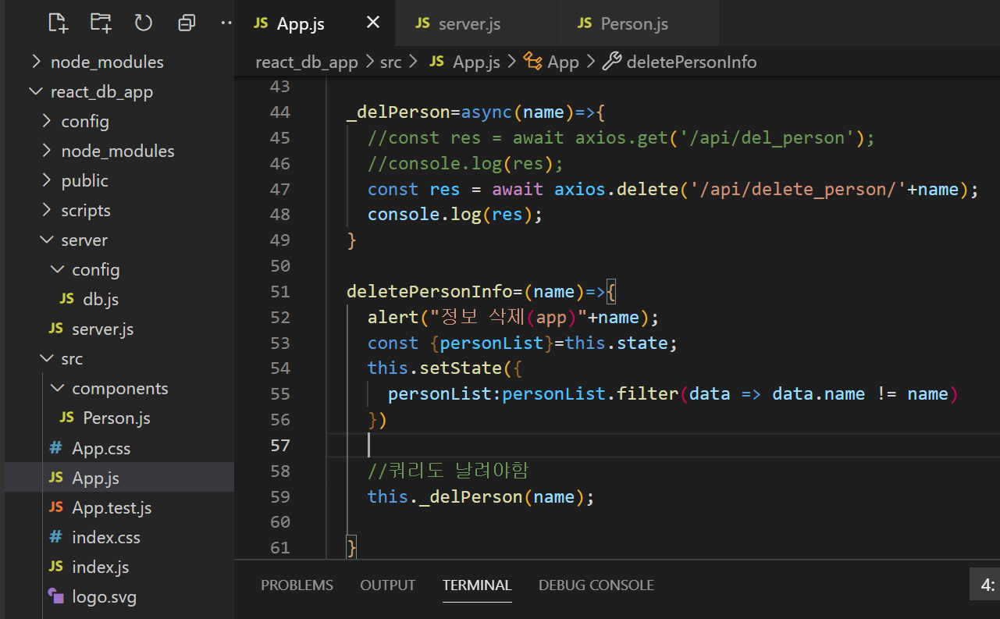 JS App.js
JS server.js
JS Person.js
node_modules
react_db_app
config
node_modules
public
scripts
server
config
JS db.js
JS server.js
src
components
JS Person.js
# App.css
JS App.js
JS App.test.js
# index.css
JS index.js
logo.svg
react_db_app > src > JS App.js > App > deletePersonInfo
43
44 _delPerson=async(name)=>{
45 //const res = await axios.get('/api/del_person');
46 //console.log(res);
47 const res = await axios.delete('/api/delete_person/'+name);
48 console.log(res);
49 }
50
51 deletePersonInfo=(name)=>{
52 alert("정보 삭제(app)"+name);
53 const {personList}=this.state;
54 this.setState({
55 personList:personList.filter(data => data.name != name)
56 })
57
58 //쿼리도 날려야함
59 this._delPerson(name);
60
61 }
PROBLEMS OUTPUT TERMINAL DEBUG CONSOLE
4: